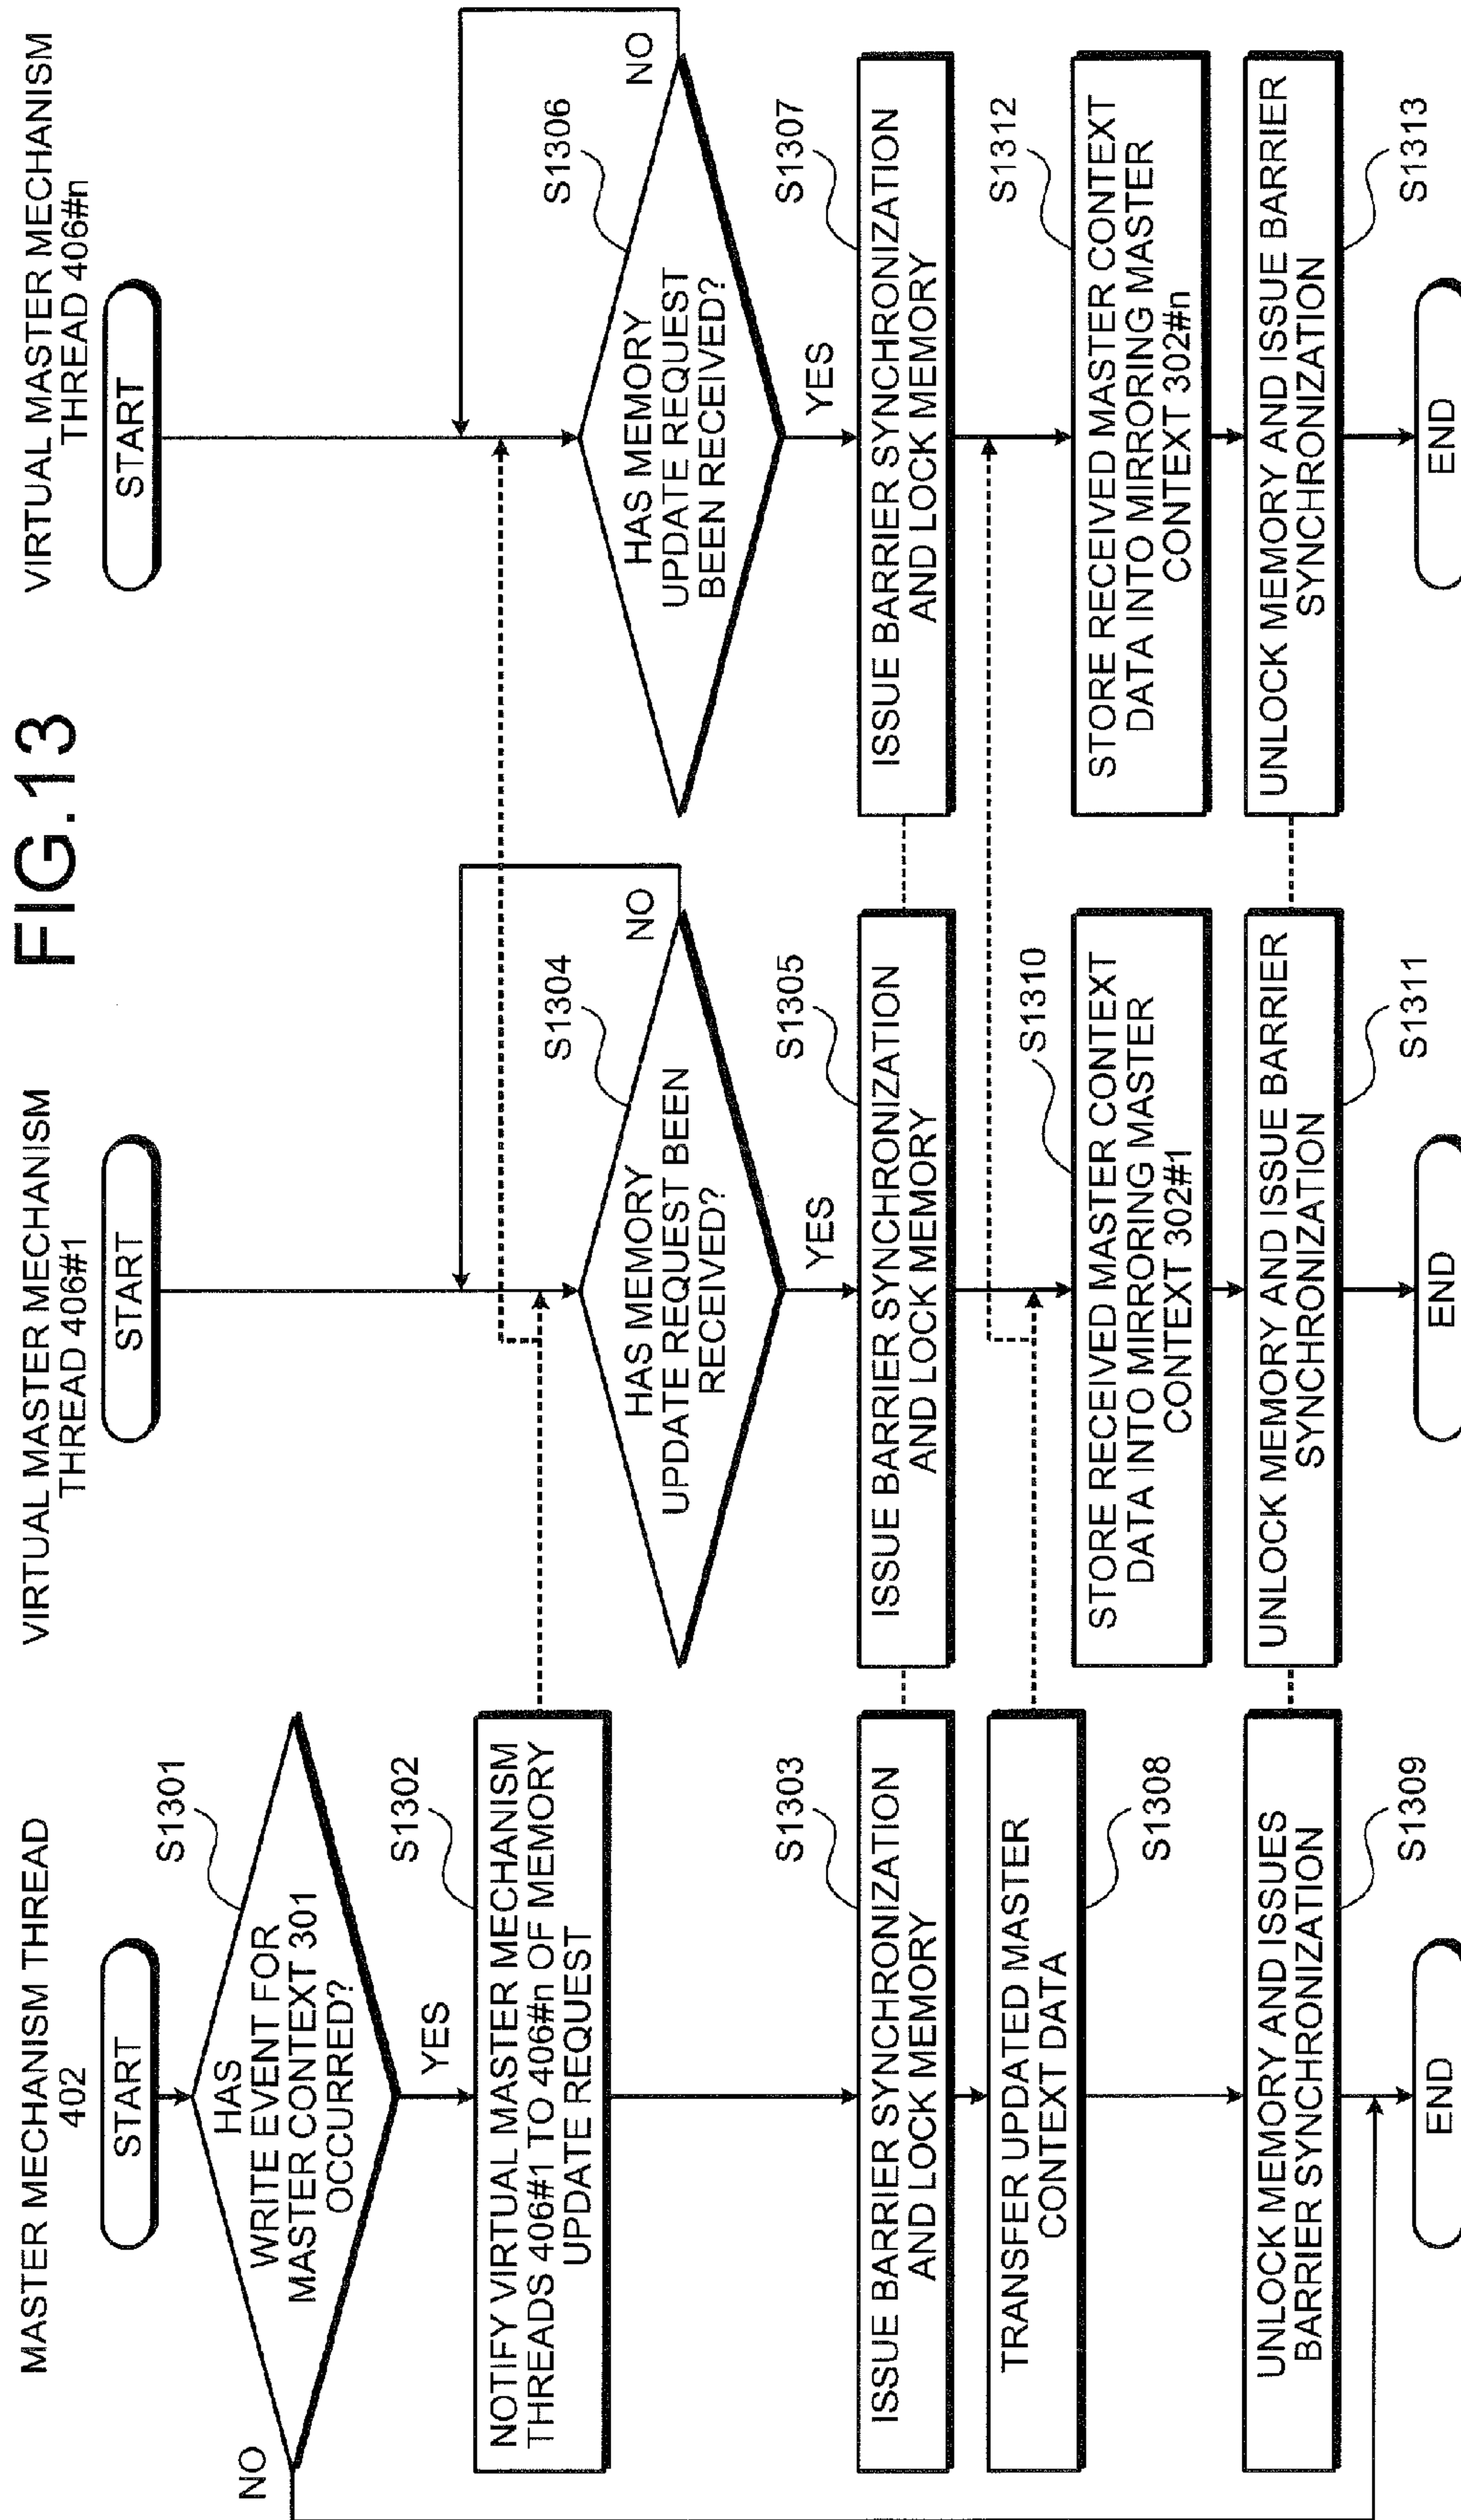 FIG.13
MASTER MECHANISM THREAD
402
START
S1301
HAS
WRITE EVENT FOR
MASTER CONTEXT 301
OCCURRED?
NO
YES
S1302
NOTIFY VIRTUAL MASTER MECHANISM
THREADS 406#1 TO 406#n OF MEMORY
UPDATE REQUEST
S1303
ISSUE BARRIER SYNCHRONIZATION
AND LOCK MEMORY
TRANSFER UPDATED MASTER
CONTEXT DATA
S1308
UNLOCK MEMORY AND ISSUES
BARRIER SYNCHRONIZATION
S1309
END
VIRTUAL MASTER MECHANISM
THREAD 406#1
START
S1304
HAS MEMORY
UPDATE REQUEST BEEN
RECEIVED?
NO
YES
S1305
ISSUE BARRIER SYNCHRONIZATION
AND LOCK MEMORY
S1310
STORE RECEIVED MASTER CONTEXT
DATA INTO MIRRORING MASTER
CONTEXT 302#1
UNLOCK MEMORY AND ISSUE BARRIER
SYNCHRONIZATION
S1311
END
VIRTUAL MASTER MECHANISM
THREAD 406#n
START
S1306
HAS MEMORY
UPDATE REQUEST
BEEN RECEIVED?
NO
YES
S1307
ISSUE BARRIER SYNCHRONIZATION
AND LOCK MEMORY
S1312
STORE RECEIVED MASTER CONTEXT
DATA INTO MIRRORING MASTER
CONTEXT 302#n
UNLOCK MEMORY AND ISSUE BARRIER
SYNCHRONIZATION
S1313
END